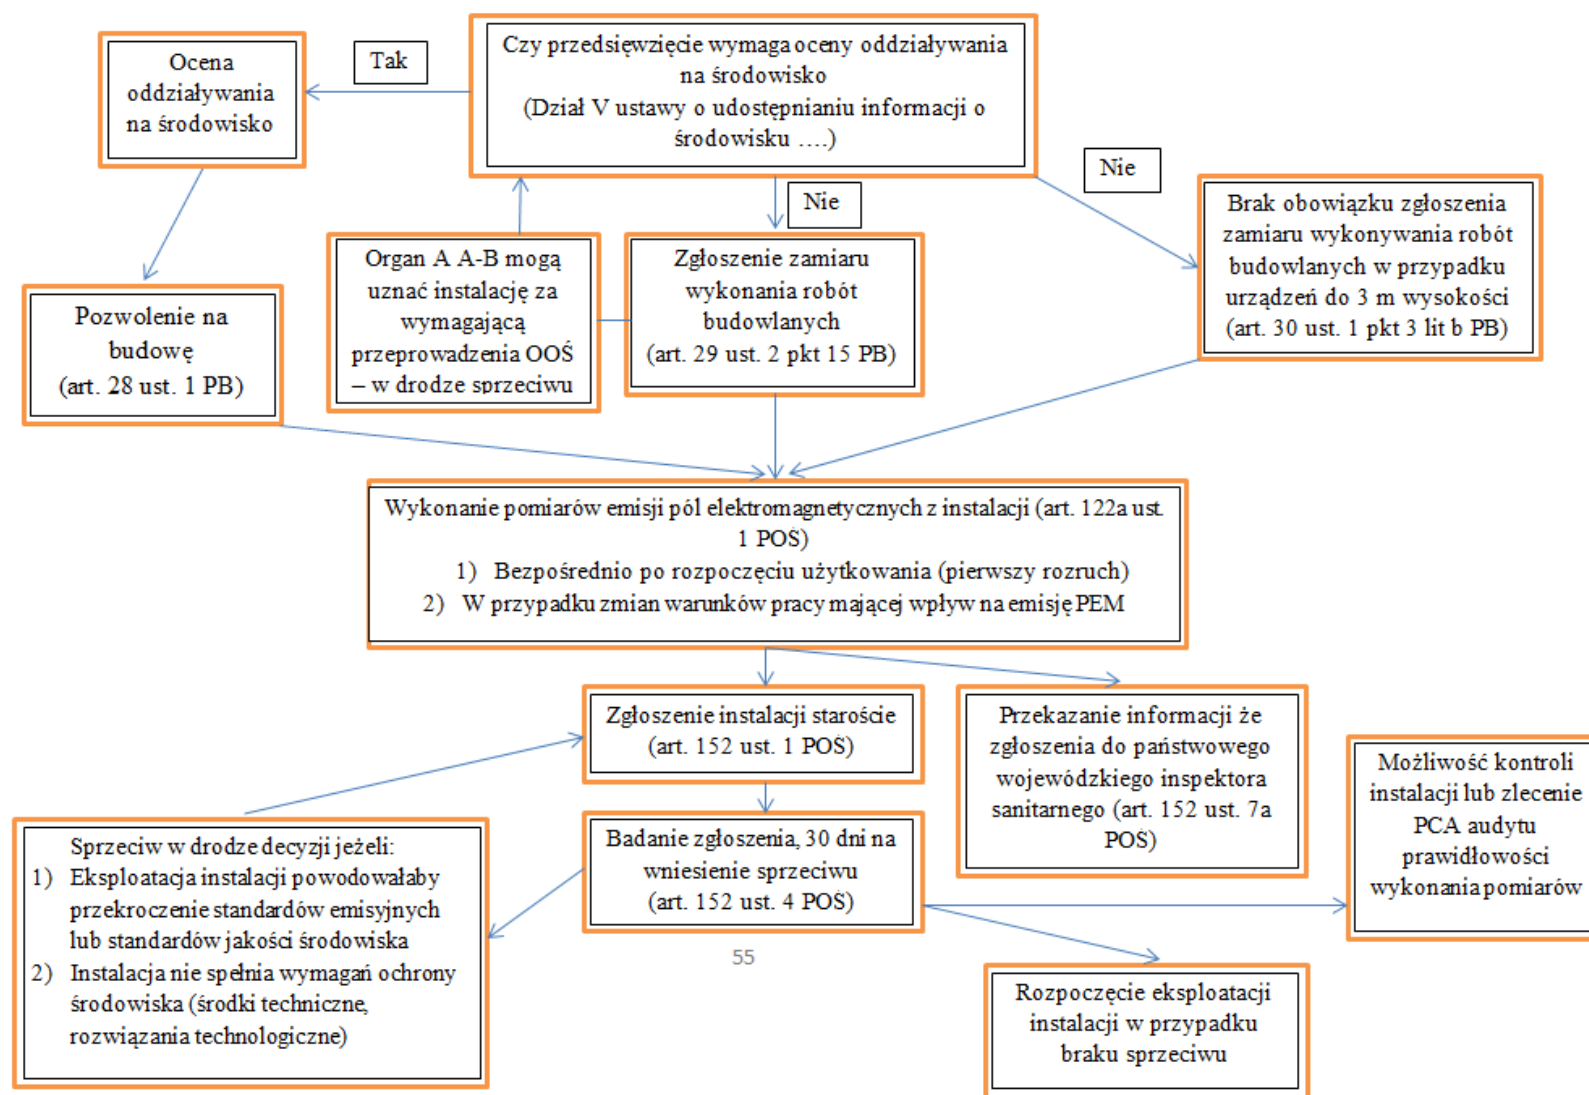 Ocena
oddziaływania
na środowisko
Tak
Czy przedsięwzięcie wymaga oceny oddziaływania
na środowisko
(Dział V ustawy o udostępnianiu informacji o
środowisku ....)
Nie
Nie
Pozwolenie na
budowę
(art. 28 ust. 1 PB)
Organ A A-B mogą
uznać instalację za
wymagającą
przeprowadzenia OOŚ
– w drodze sprzeciwu
Zgłoszenie zamiaru
wykonania robót
budowlanych
(art. 29 ust. 2 pkt 15 PB)
Brak obowiązku zgłoszenia
zamiaru wykonywania robót
budowlanych w przypadku
urządzeń do 3 m wysokości
(art. 30 ust. 1 pkt 3 lit b PB)
Wykonanie pomiarów emisji pól elektromagnetycznych z instalacji (art. 122a ust.
1 POŚ)
1) Bezpośrednio po rozpoczęciu użytkowania (pierwszy rozruch)
2) W przypadku zmian warunków pracy mającej wpływ na emisję PEM
Zgłoszenie instalacji staroście
(art. 152 ust. 1 POŚ)
Przekazanie informacji że
zgłoszenia do państwowego
wojewódzkiego inspektora
sanitarnego (art. 152 ust. 7a
POŚ)
Możliwość kontroli
instalacji lub zlecenie
PCA audytu
prawidłowości
wykonania pomiarów
Sprzeciw w drodze decyzji jeżeli:
1) Eksploatacja instalacji powodowałaby
przekroczenie standardów emisyjnych
lub standardów jakości środowiska
2) Instalacja nie spełnia wymagań ochrony
środowiska (środki techniczne,
rozwiązania technologiczne)
Badanie zgłoszenia, 30 dni na
wniesienie sprzeciwu
(art. 152 ust. 4 POŚ)
55
Rozpoczęcie eksploatacji
instalacji w przypadku
braku sprzeciwu